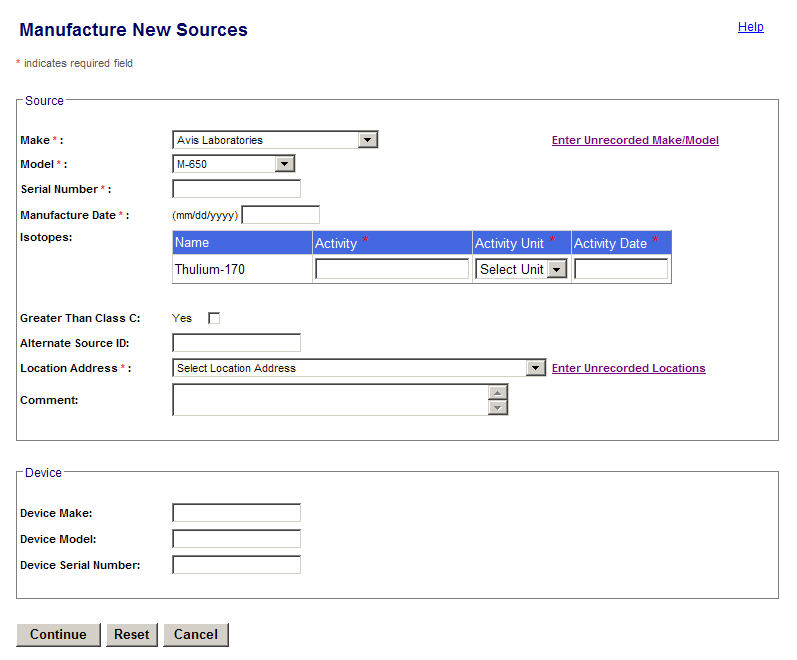 Manufacture New Sources
Help
* indicates required field
Source
Make * : Avis Laboratories Enter Unrecorded Make/Model
Model * : M-650
Serial Number * :
Manufacture Date * : (mm/dd/yyyy)
Isotopes: Name Activity * Activity Unit * Activity Date *
Thulium-170 Select Unit
Greater Than Class C: Yes
Alternate Source ID:
Location Address * : Select Location Address Enter Unrecorded Locations
Comment:
Device
Device Make:
Device Model:
Device Serial Number:
Continue Reset Cancel